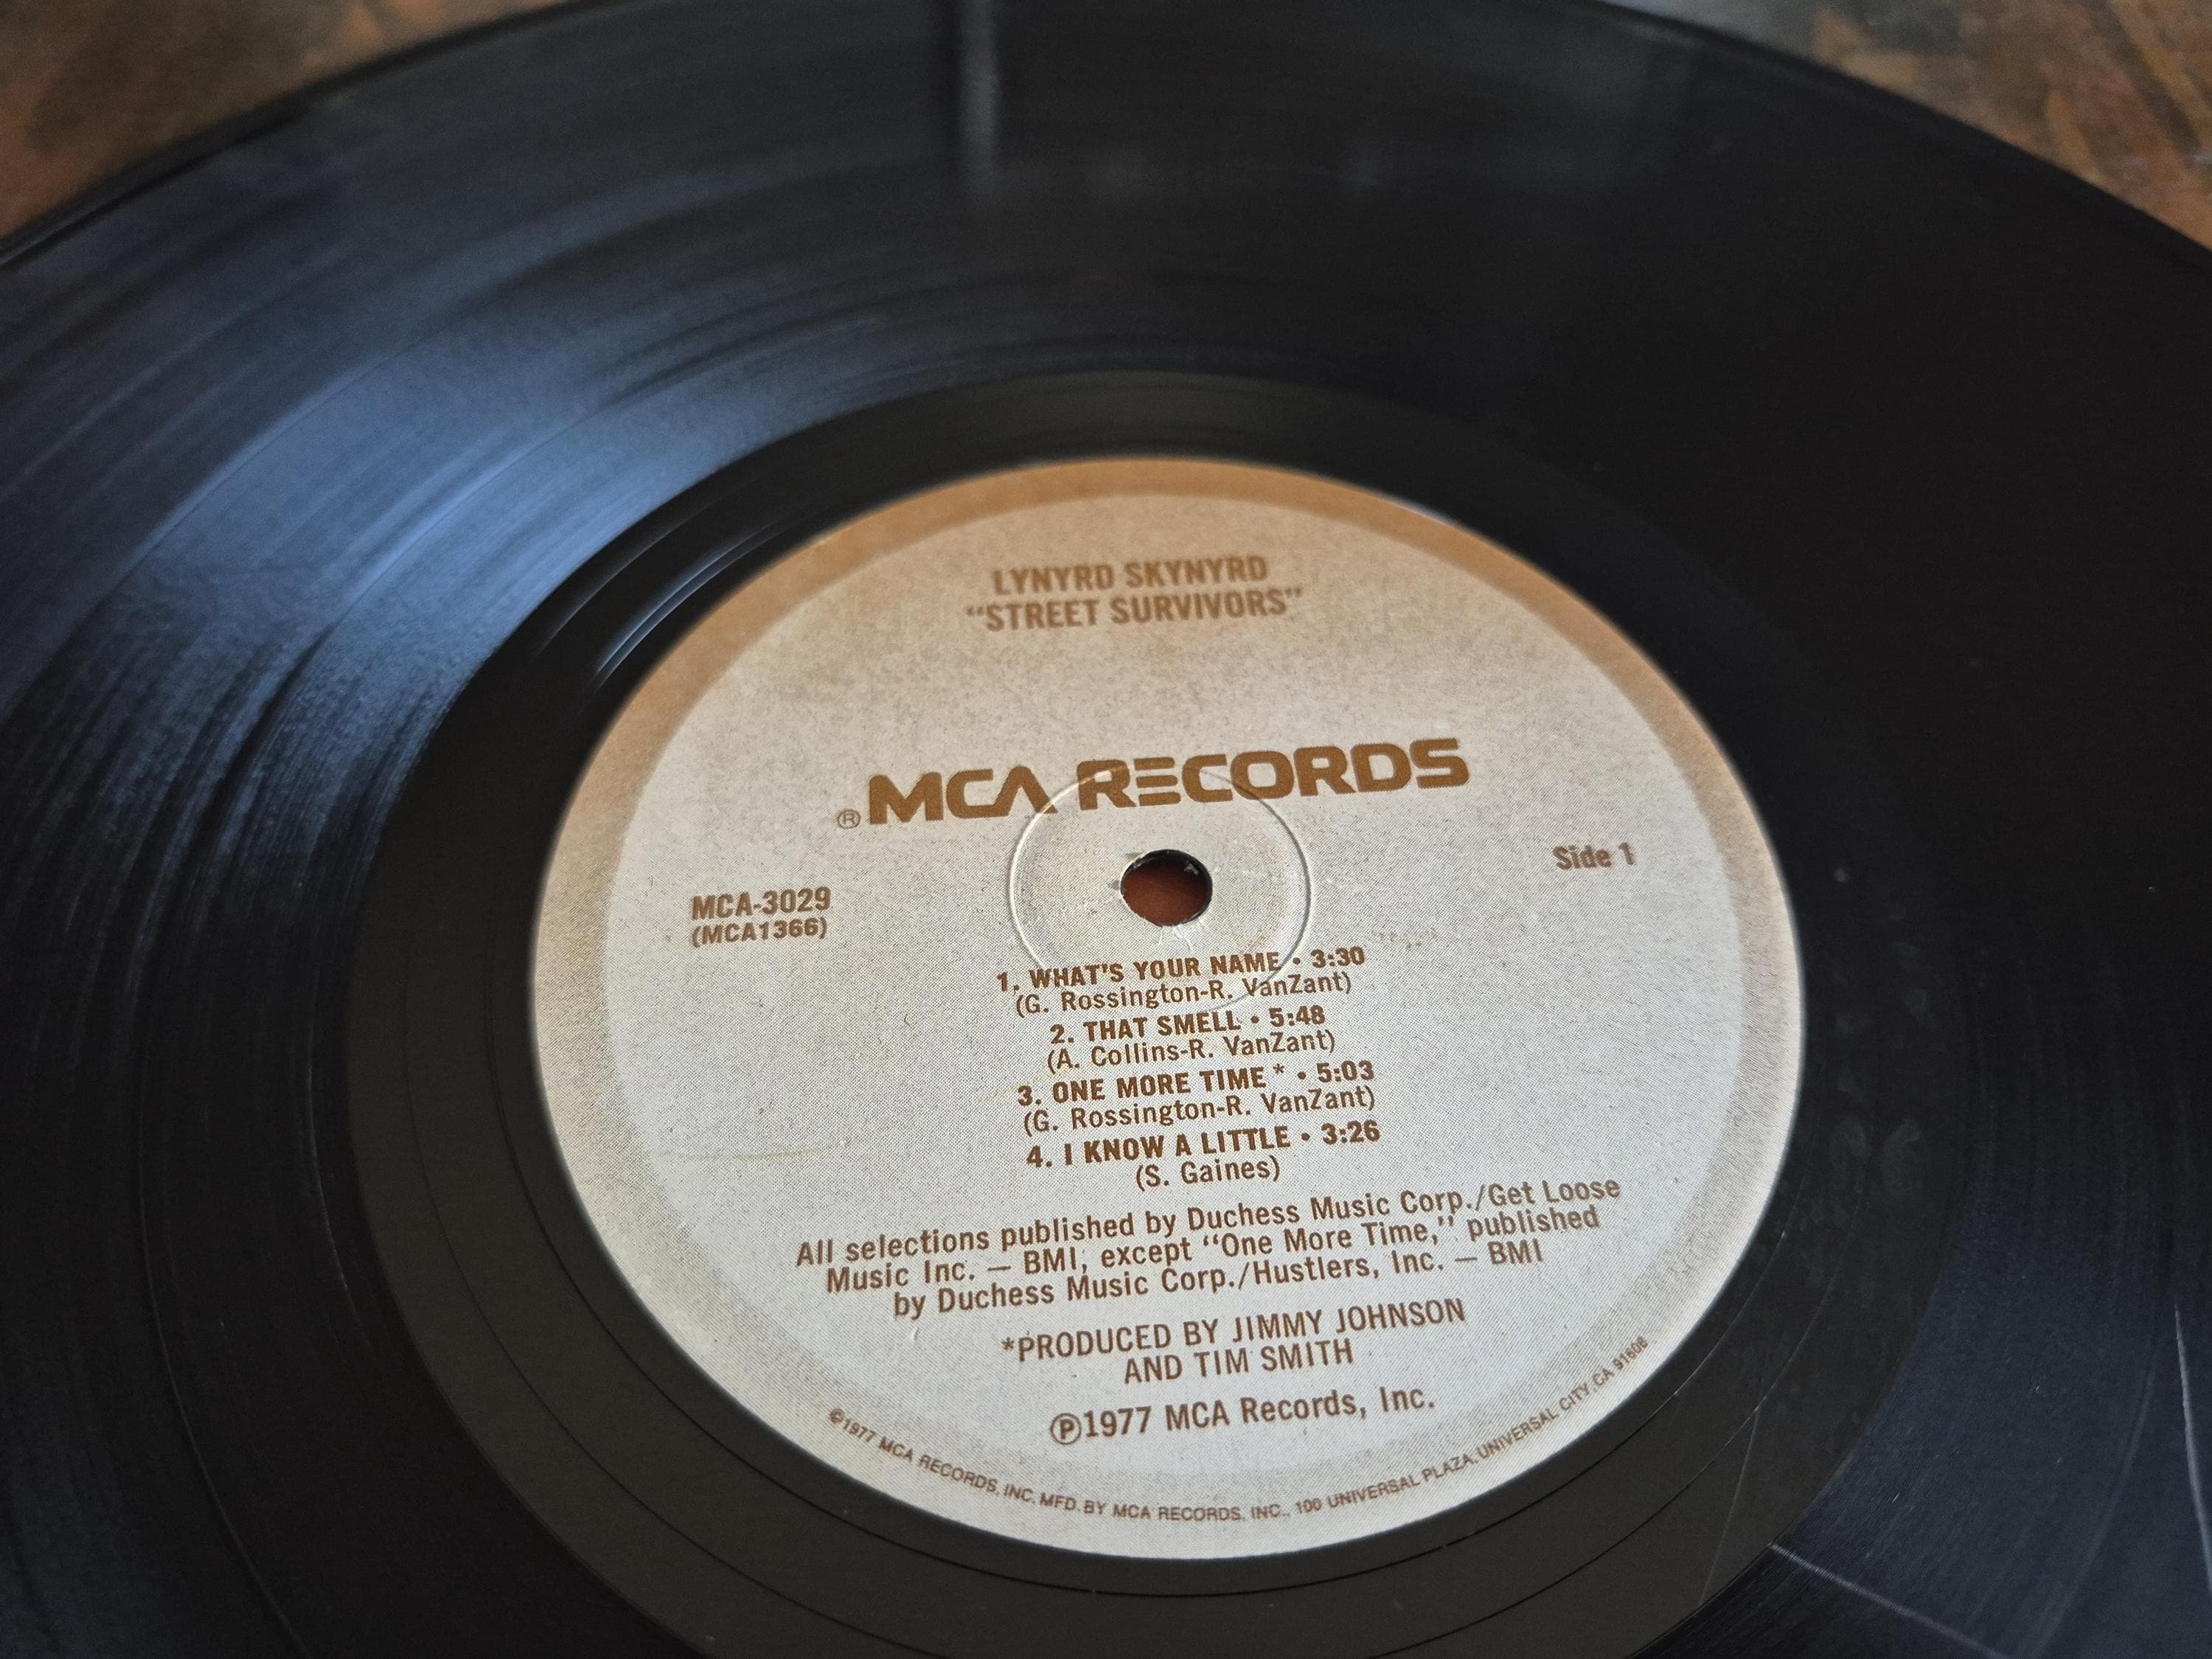 LYNYRD SKYNYRD
“STREET SURVIVORS”
® MCA RECORDS
Side 1
MCA-3029
(MCA1366)
1. WHAT'S YOUR NAME • 3:30
(G. Rossington-R. VanZant)
2. THAT SMELL • 5:48
(A. Collins-R. VanZant)
3. ONE MORE TIME * • 5:03
(G. Rossington-R. VanZant)
4. I KNOW A LITTLE • 3:26
(S. Gaines)
All selections published by Duchess Music Corp./Get Loose
Music Inc. — BMI, except “One More Time,” published
by Duchess Music Corp./Hustlers, Inc. — BMI
*PRODUCED BY JIMMY JOHNSON
AND TIM SMITH
℗1977 MCA Records, Inc.
©1977 MCA RECORDS, INC. MFD. BY MCA RECORDS, INC., 100 UNIVERSAL PLAZA, UNIVERSAL CITY, CA 91608